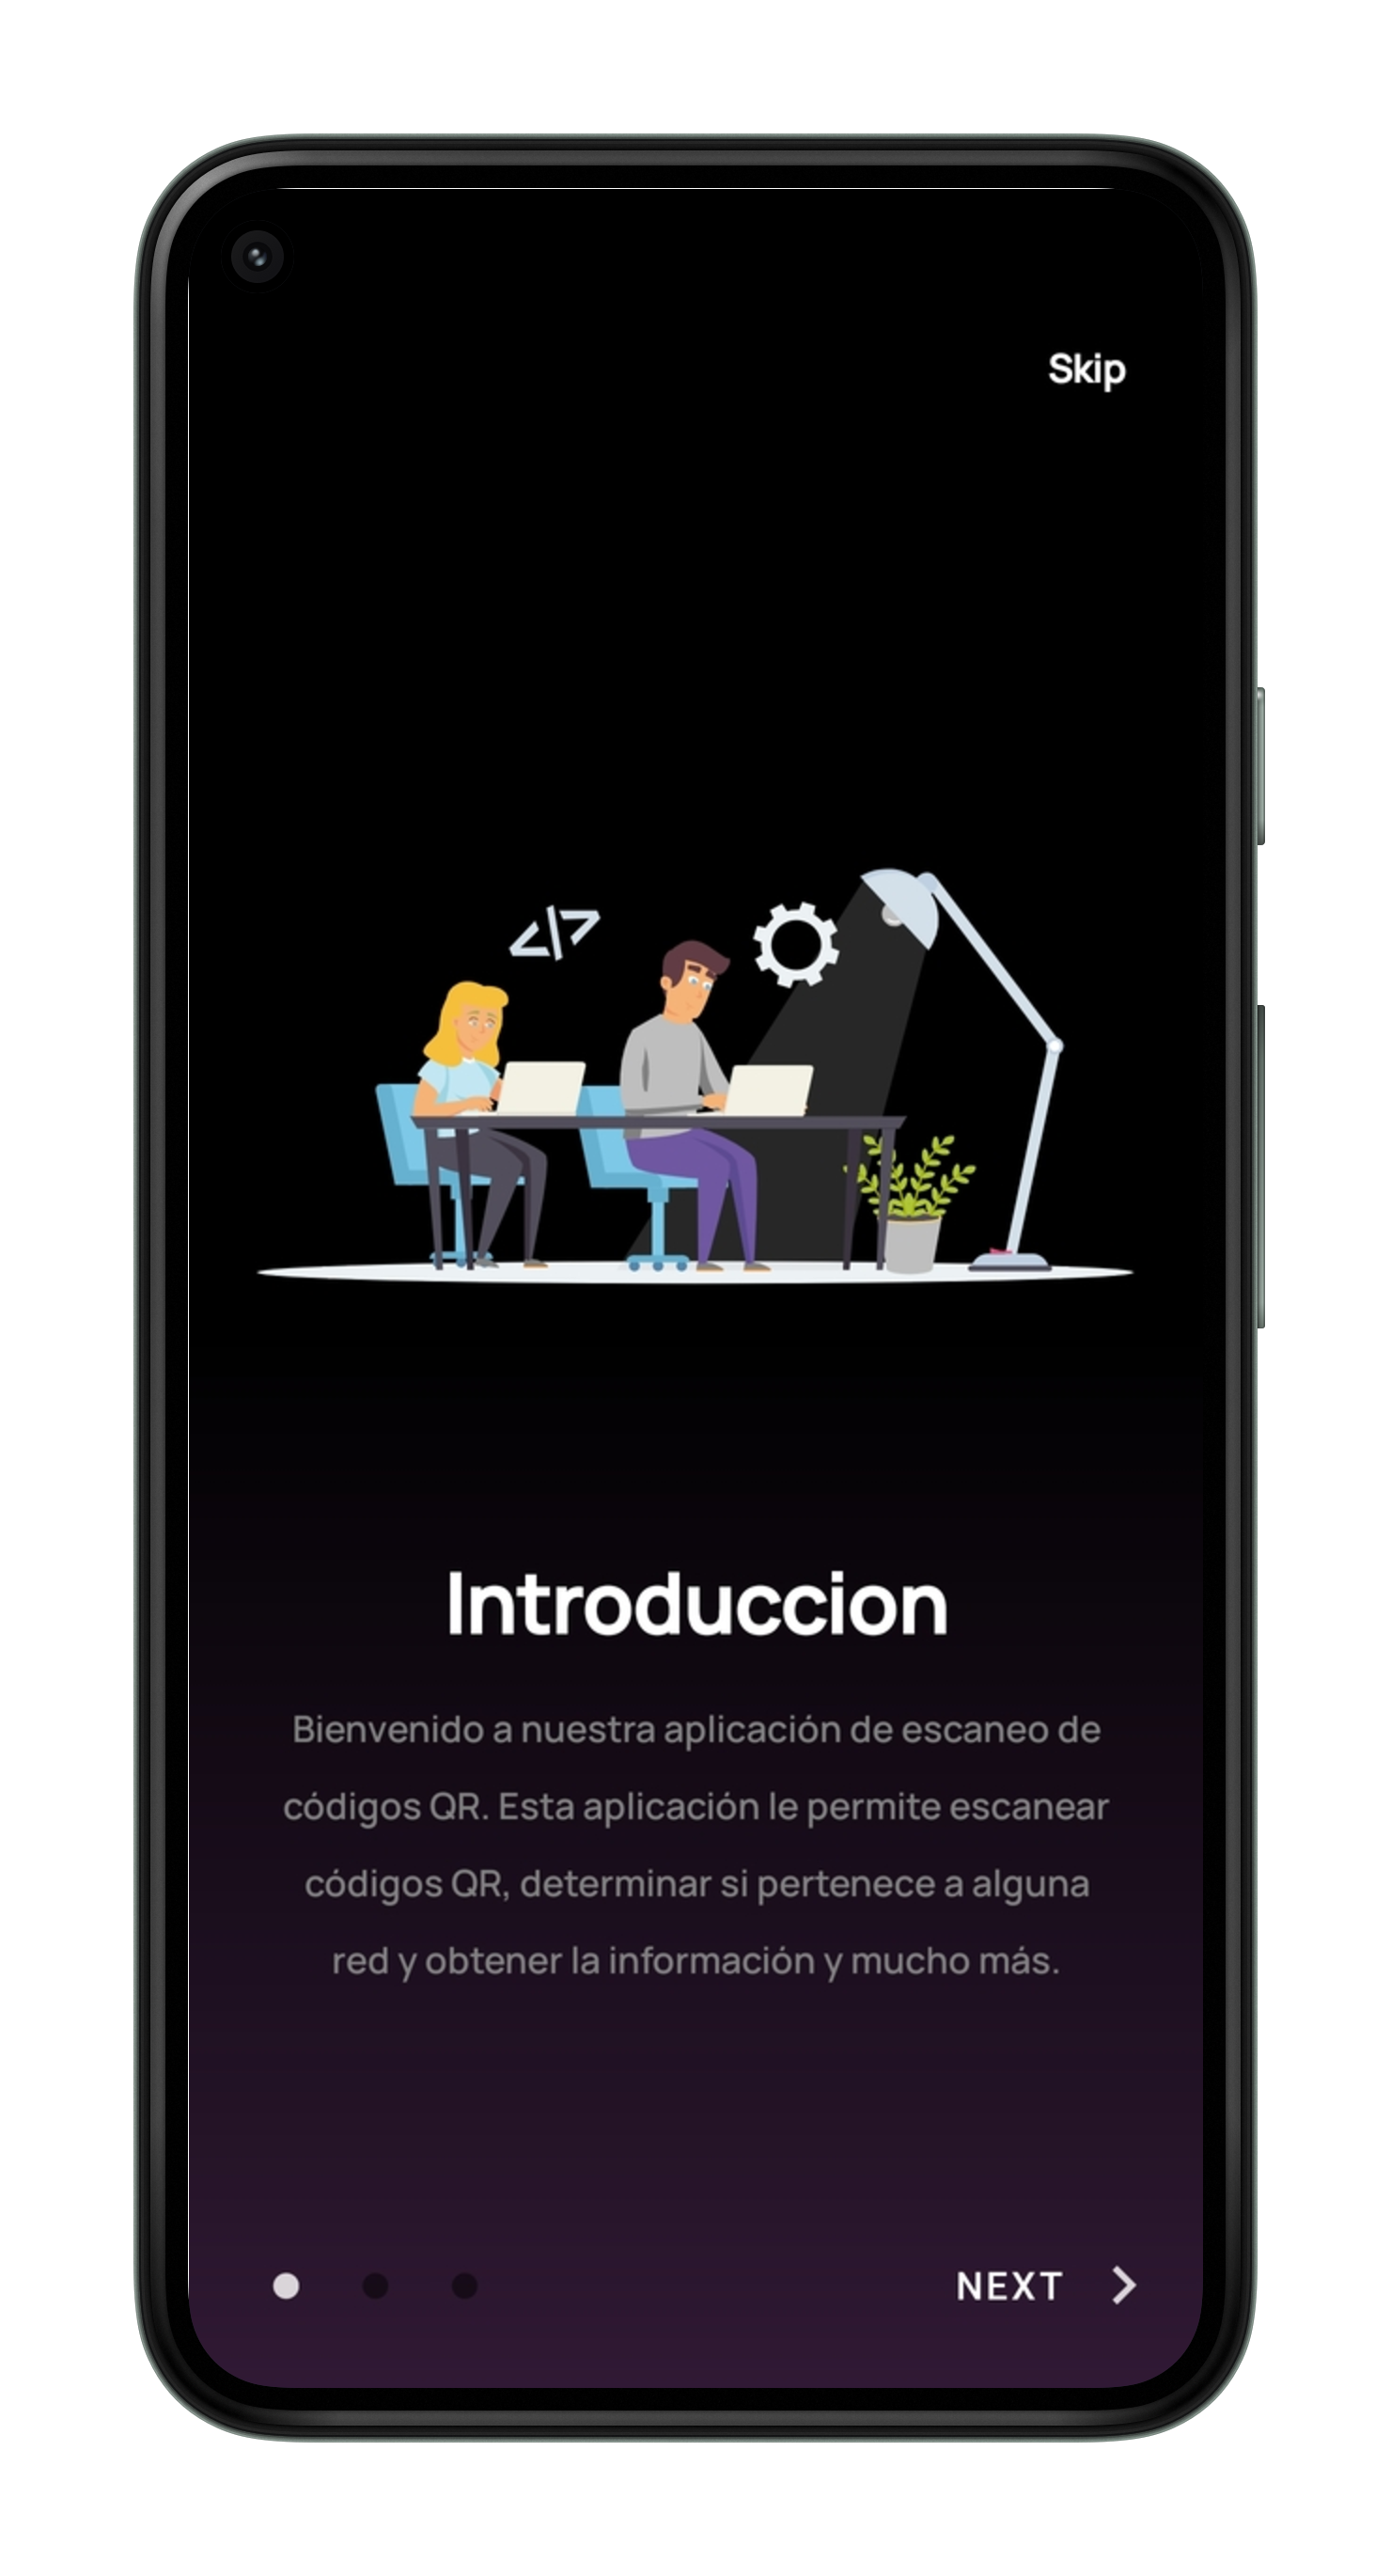 Skip
</>
Introduccion
Bienvenido a nuestra aplicación de escaneo de
códigos QR. Esta aplicación le permite escanear
códigos QR, determinar si pertenece a alguna
red y obtener la información y mucho más.
NEXT